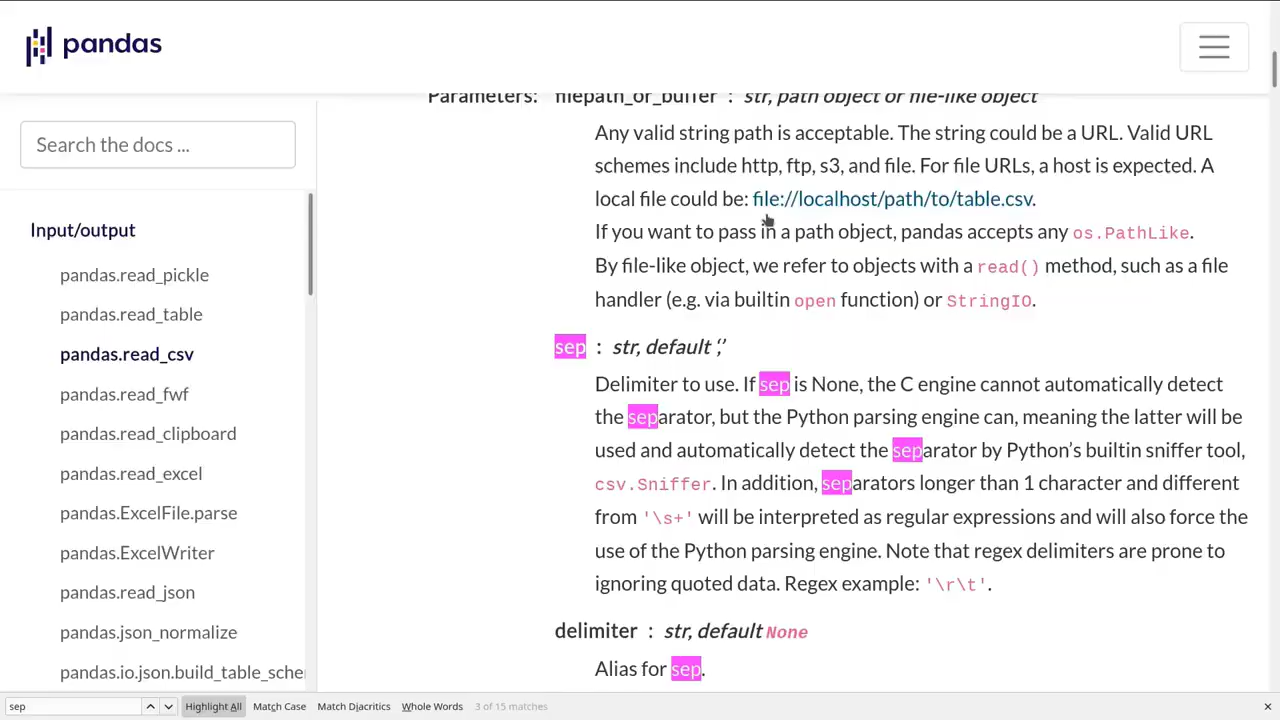 pandas
Search the docs ...
Input/output
pandas.read_pickle
pandas.read_table
pandas.read_csv
pandas.read_fwf
pandas.read_clipboard
pandas.read_excel
pandas.ExcelFile.parse
pandas.ExcelWriter
pandas.read_json
pandas.json_normalize
pandas.io.json.build_table_sche
Parameters: filepath_or_buffer : str, path object or file-like object
Any valid string path is acceptable. The string could be a URL. Valid URL
schemes include http, ftp, s3, and file. For file URLs, a host is expected. A
local file could be: file://localhost/path/to/table.csv.
If you want to pass in a path object, pandas accepts any os.PathLike.
By file-like object, we refer to objects with a read() method, such as a file
handler (e.g. via builtin open function) or StringIO.
sep : str, default ‘,’
Delimiter to use. If sep is None, the C engine cannot automatically detect
the separator, but the Python parsing engine can, meaning the latter will be
used and automatically detect the separator by Python’s builtin sniffer tool,
csv.Sniffer. In addition, separators longer than 1 character and different
from '\s+' will be interpreted as regular expressions and will also force the
use of the Python parsing engine. Note that regex delimiters are prone to
ignoring quoted data. Regex example: '\r\t'.
delimiter : str, default None
Alias for sep.
sep Highlight All Match Case Match Diacritics Whole Words 3 of 15 matches